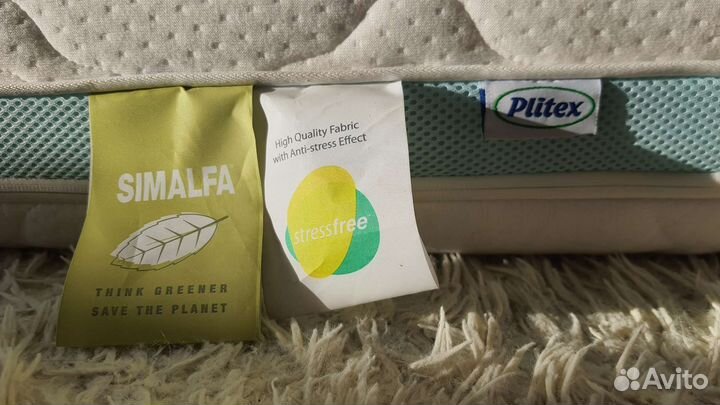 SIMALFA
THINK GREENER
SAVE THE PLANET
High Quality Fabric
with Anti-stress Effect
stressfree
Plitex
Avito